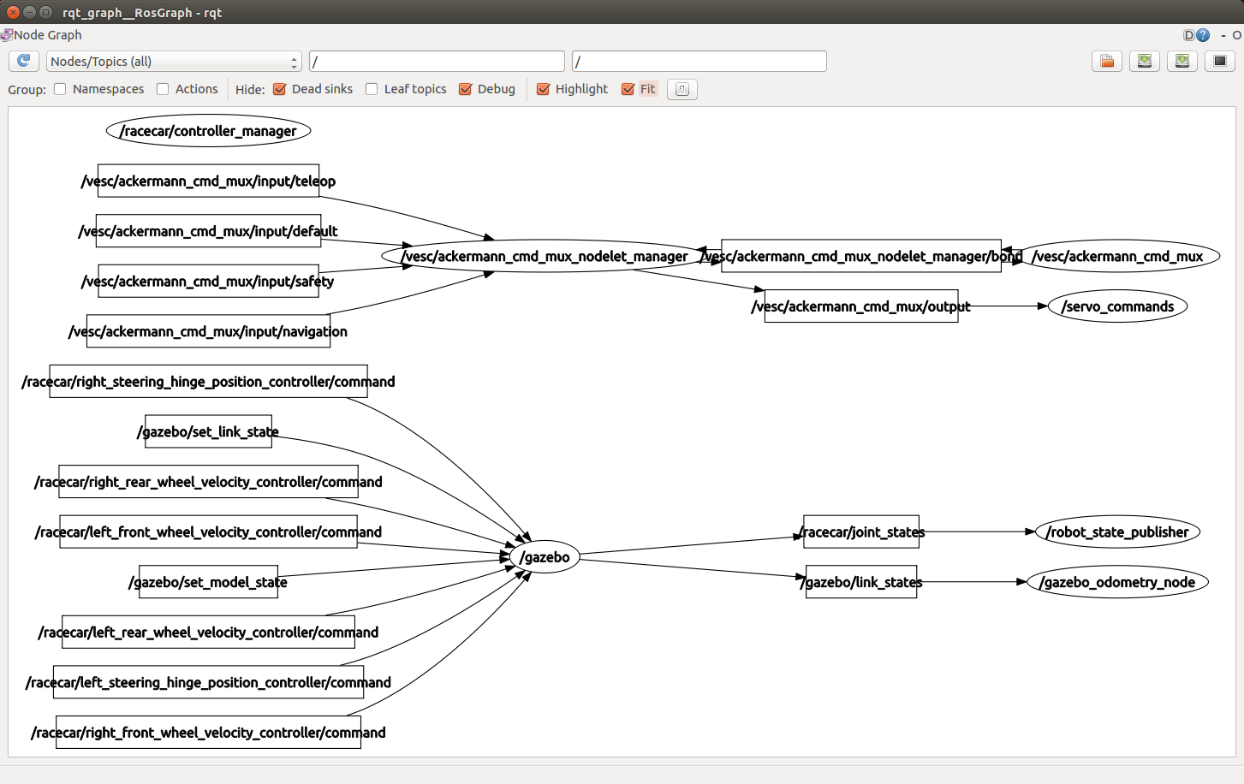 rqt_graph__RosGraph - rqt
Node Graph
D ? - O
Nodes/Topics (all) / /
Group: Namespaces Actions Hide: Dead sinks Leaf topics Debug Highlight Fit
/racecar/controller_manager
/vesc/ackermann_cmd_mux/input/teleop
/vesc/ackermann_cmd_mux/input/default
/vesc/ackermann_cmd_mux_nodelet_manager
/vesc/ackermann_cmd_mux_nodelet_manager/bond
/vesc/ackermann_cmd_mux
/vesc/ackermann_cmd_mux/input/safety
/vesc/ackermann_cmd_mux/output
/servo_commands
/vesc/ackermann_cmd_mux/input/navigation
/racecar/right_steering_hinge_position_controller/command
/gazebo/set_link_state
/racecar/right_rear_wheel_velocity_controller/command
/racecar/left_front_wheel_velocity_controller/command
/racecar/joint_states
/robot_state_publisher
/gazebo
/gazebo/set_model_state
/gazebo/link_states
/gazebo_odometry_node
/racecar/left_rear_wheel_velocity_controller/command
/racecar/left_steering_hinge_position_controller/command
/racecar/right_front_wheel_velocity_controller/command